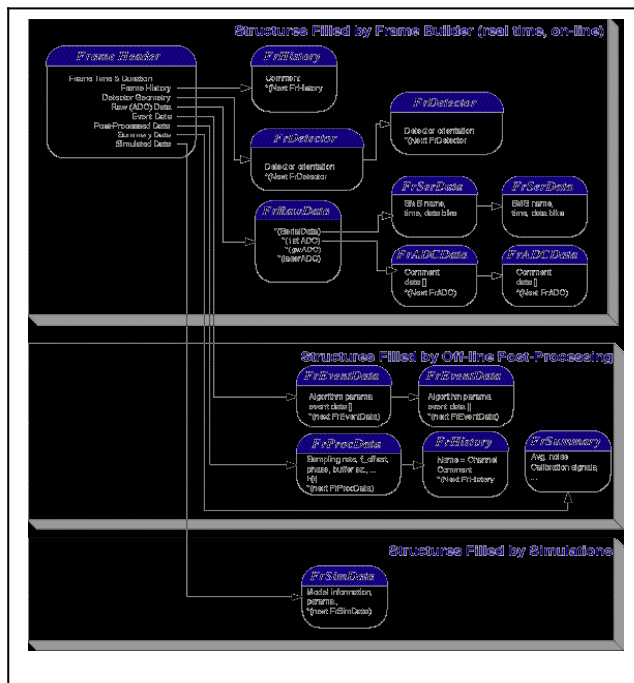 Structures Filled by Frame Builder (real time, on-line)
Frame Header
Frame Time & Duration
Frame History
Detector Geometry
Raw (ADC) Data
Event Data
Post-Processed Data
Summary Data
Simulated Data
FrHistory
Comment
*(Next FrHistory
FrDetector
Detector orientation
*(Next FrDetector
FrDetector
Detector orientation
*(Next FrDetector
FrRawData
*(SerialData)
*(1st ADC)
FrSerData
name,
time, data
FrSerData
name,
time, data
FrADCData
Comment
data []
*(Next FrADC)
FrADCData
Comment
data []
*(Next FrADC)
Structures Filled by Off-line Post-Processing
FrEventData
Algorithm params,
event data []
*(next FrEventData)
FrEventData
Algorithm params,
event data []
*(next FrEventData)
FrProcData
Sampling rate, f_offset,
phase, buffer sz., ...
*(next FrProcData)
FrHistory
Name = Channel
Comment
*(Next FrHistory
FrSummary
Avg. noise
Calibration signals,
...
Structures Filled by Simulations
FrSimData
Model information,
params.,
*(next FrSimData)